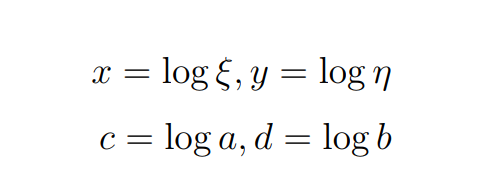 x = log ξ, y = log η
c = log a, d = log b